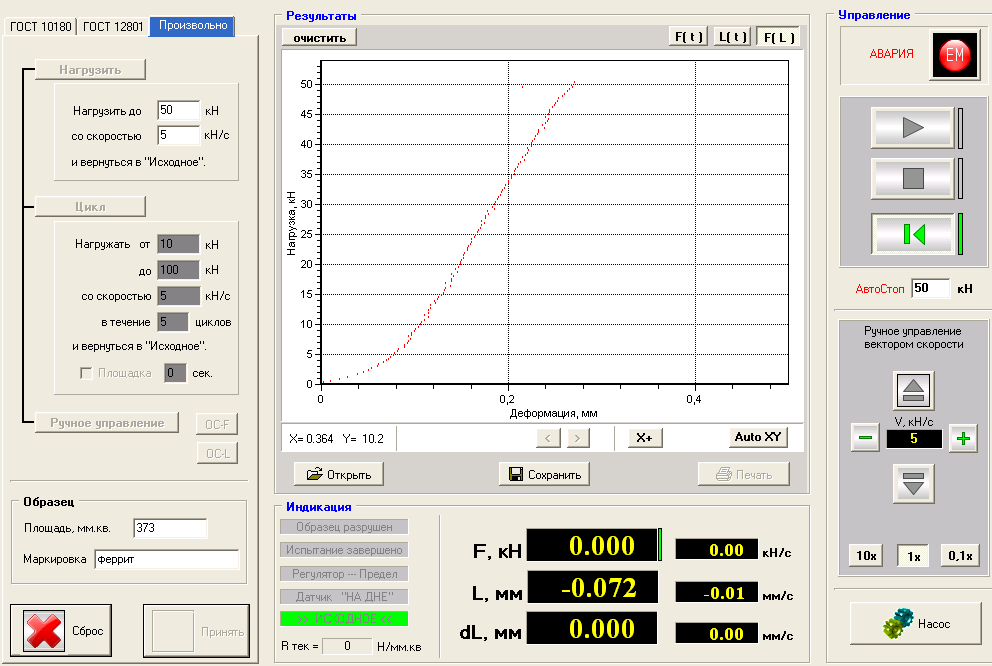 ГОСТ 10180 ГОСТ 12801 Произвольно
Нагрузить
Нагрузить до 50 кН
со скоростью 5 кН/с
и вернуться в "Исходное".
Цикл
Нагружать от 10 кН
до 100 кН
со скоростью 5 кН/с
в течение 5 циклов
и вернуться в "Исходное".
Площадка 0 сек.
Ручное управление ОС-F
ОС-L
Образец
Площадь, мм.кв. 373
Маркировка Феррит
Сброс Принять
Результаты
очистить F( t ) L( t ) F( L )
Нагрузка, кН
50
45
40
35
30
25
20
15
10
5
0
0 0,2 0,4
Деформация, мм
X= 0.364 Y= 10.2 < > X+ Auto XY
Открыть Сохранить Печать
Индикация
Образец разрушен
Испытание завершено
Регулятор --- Предел
Датчик "НА ДНЕ"
>> ИСХОДНОЕ <<
R тек = 0 Н/мм.кв
F, кН 0.000 0.00 кН/с
L, мм -0.072 -0.01 мм/с
dL, мм 0.000 0.00 мм/с
Управление
АВАРИЯ EM
АвтоСтоп 50 кН
Ручное управление
вектором скорости
V, кН/с
- 5 +
10x 1x 0,1x
Насос